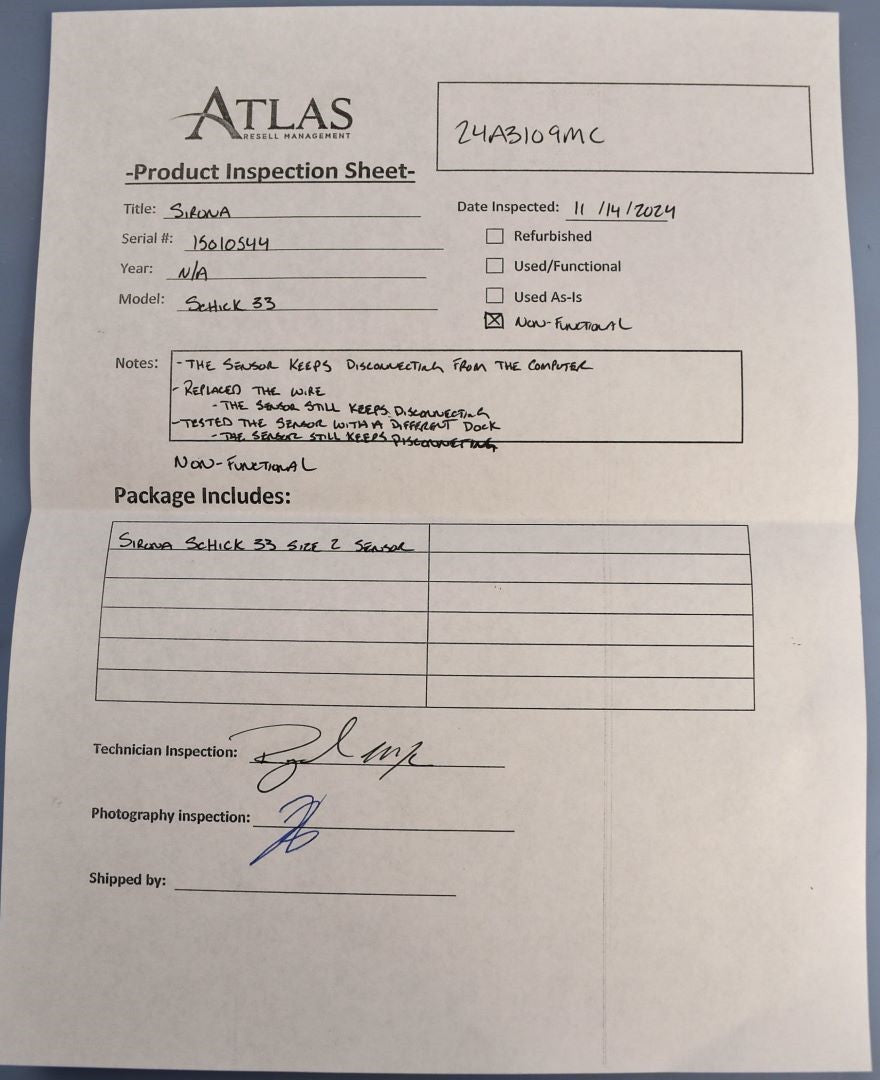 ATLAS
RESELL MANAGEMENT
24A3109MC
-Product Inspection Sheet-
Title: SIRONA
Date Inspected: 11/14/2024
Serial #: 15010544
Refurbished
Year: N/A
Used/Functional
Model: SCHICK 33
Used As-Is
NON-FUNCTIONAL
Notes: - THE SENSOR KEEPS DISCONNECTING FROM THE COMPUTER
- REPLACED THE WIRE
- THE SENSOR STILL KEEPS DISCONNECTING
- TESTED THE SENSOR WITH A DIFFERENT DOCK
- THE SENSOR STILL KEEPS DISCONNECTING
NON-FUNCTIONAL
Package Includes:
SIRONA SCHICK 33 SIZE 2 SENSOR
Technician Inspection:
Photography inspection:
Shipped by: